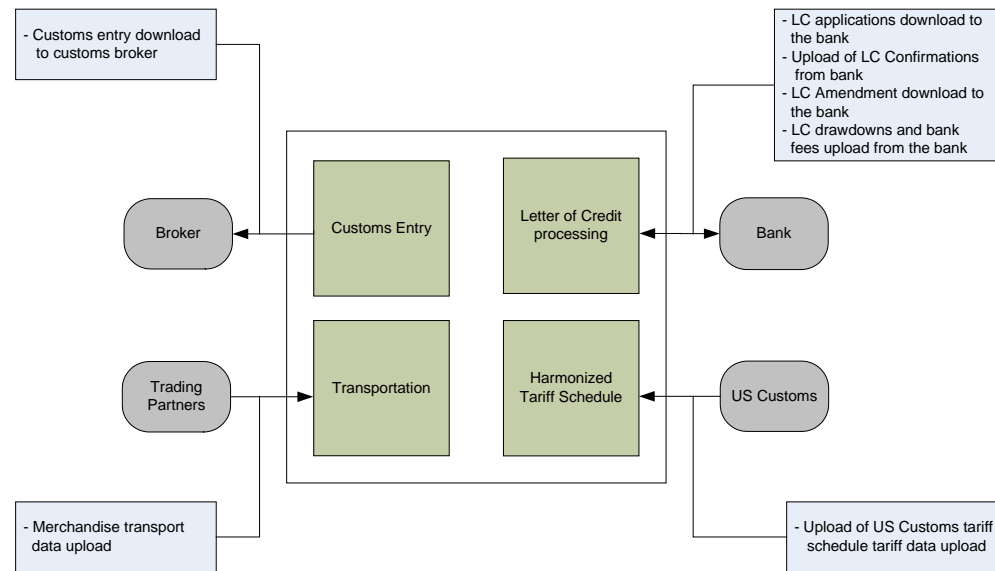 - Customs entry download
to customs broker
- LC applications download to
the bank
- Upload of LC Confirmations
from bank
- LC Amendment download to
the bank
- LC drawdowns and bank
fees upload from the bank
Broker
Customs Entry
Letter of Credit
processing
Bank
Trading
Partners
Transportation
Harmonized
Tariff Schedule
US Customs
- Merchandise transport
data upload
- Upload of US Customs tariff
schedule tariff data upload